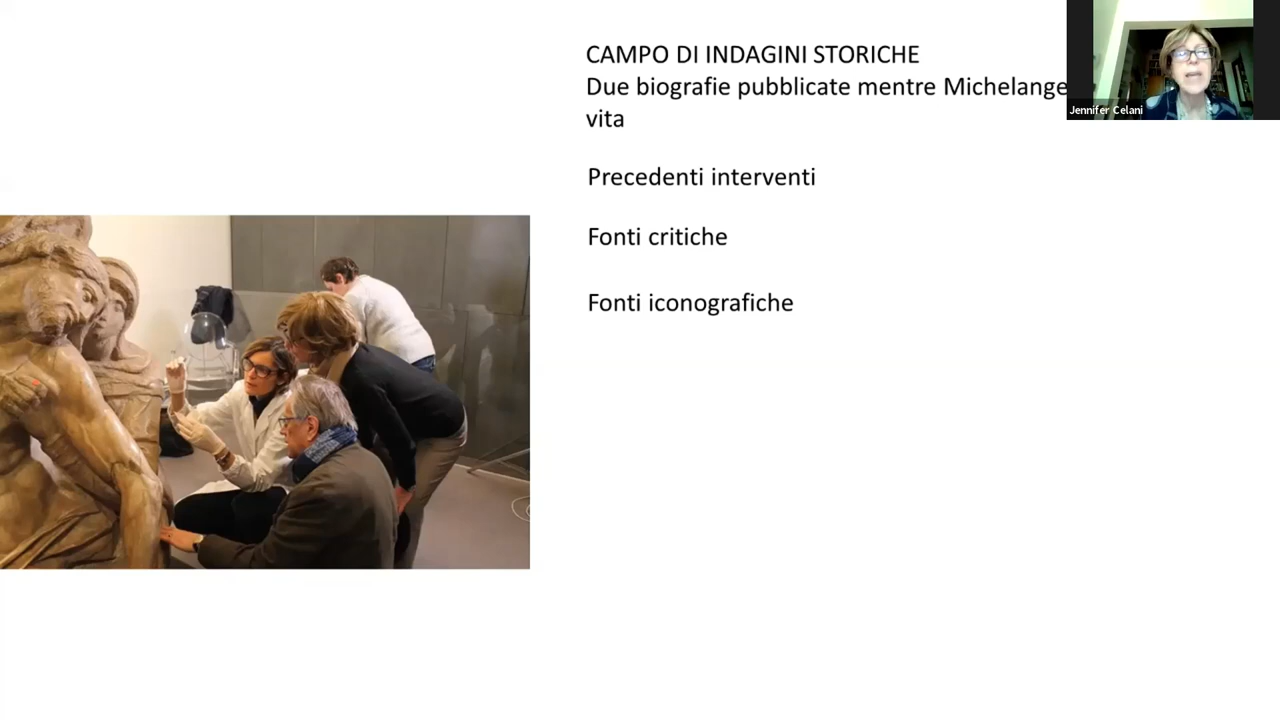 CAMPO DI INDAGINI STORICHE
Due biografie pubblicate mentre Michelange
vita
Precedenti interventi
Fonti critiche
Fonti iconografiche
Jennifer Celani